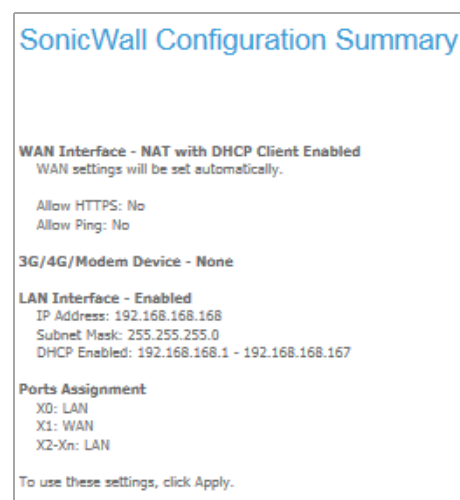 SonicWall Configuration Summary
WAN Interface - NAT with DHCP Client Enabled
WAN settings will be set automatically.
Allow HTTPS: No
Allow Ping: No
3G/4G/Modem Device - None
LAN Interface - Enabled
IP Address: 192.168.168.168
Subnet Mask: 255.255.255.0
DHCP Enabled: 192.168.168.1 - 192.168.168.167
Ports Assignment
X0: LAN
X1: WAN
X2-Xn: LAN
To use these settings, click Apply.